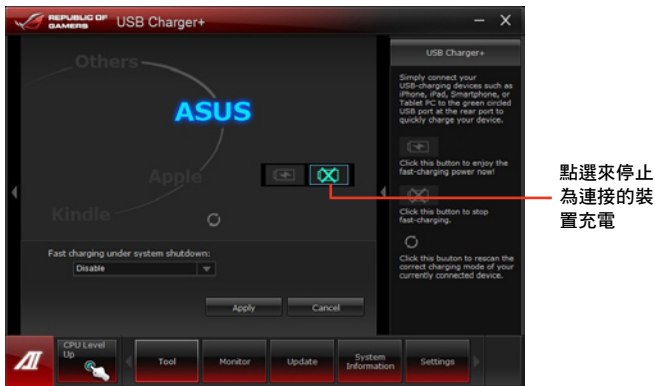 REPUBLIC OF
GAMERS
USB Charger+
Others
ASUS
Apple
Kindle
Fast charging under system shutdown:
Disable
Apply
Cancel
USB Charger+
Simply connect your
USB-charging devices such as
iPhone, iPad, Smartphone, or
Tablet PC to the green circled
USB port at the rear port to
quickly charge your device.
Click this button to enjoy the
fast-charging power now!
Click this button to stop
fast-charging.
Click this buuton to rescan the
correct charging mode of your
currently connected device.
點選來停止
為連接的裝
置充電
CPU Level
Up
Tool
Monitor
Update
System
Information
Settings